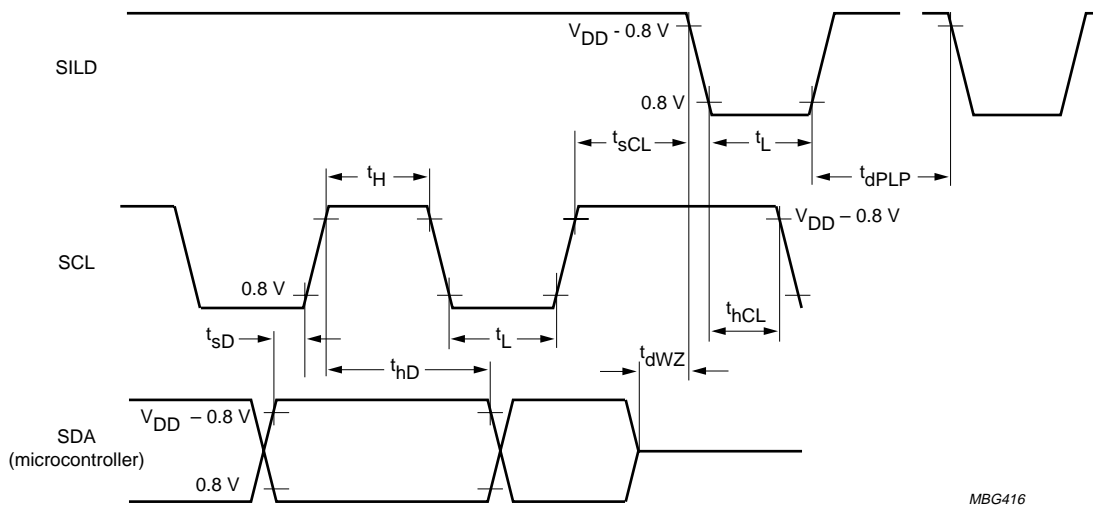 V_DD - 0.8 V
SILD
0.8 V
t_sCL
t_L
t_H
t_dPLP
V_DD – 0.8 V
SCL
0.8 V
t_hCL
t_sD
t_L
t_dWZ
t_hD
V_DD – 0.8 V
SDA
(microcontroller)
0.8 V
MBG416